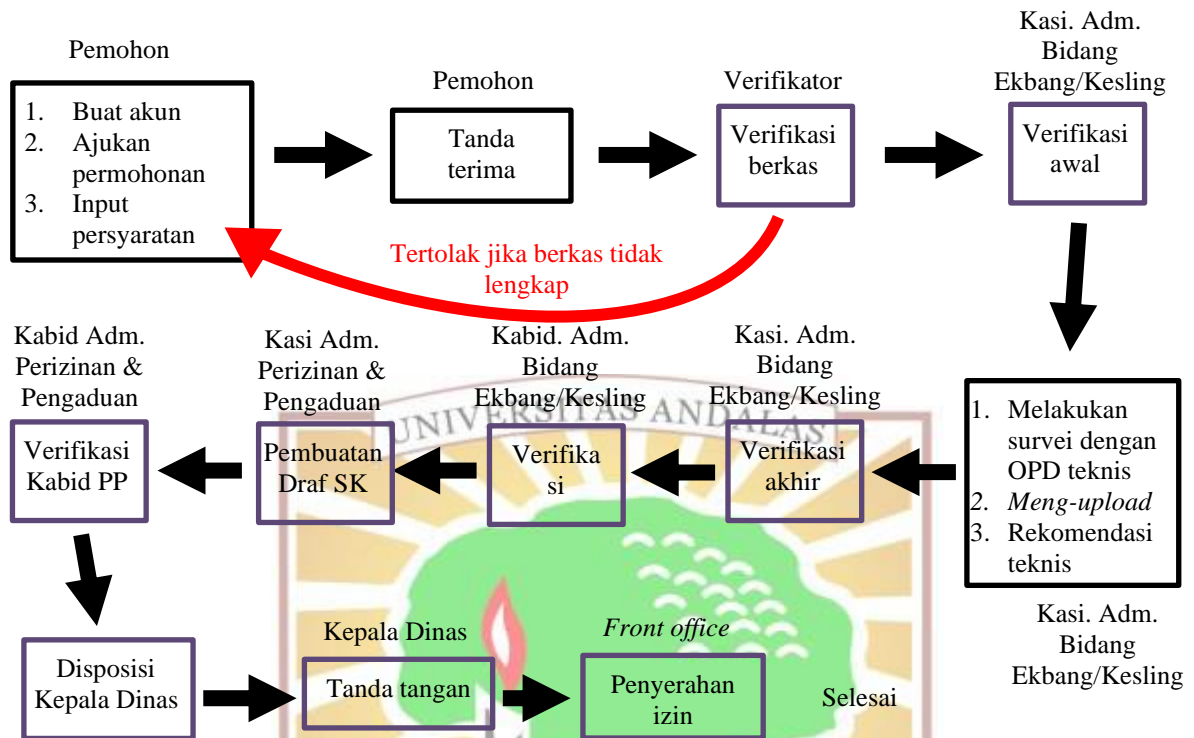 Pemohon
1. Buat akun
2. Ajukan
permohonan
3. Input
persyaratan
Pemohon
Tanda
terima
Verifikator
Verifikasi
berkas
Kasi. Adm.
Bidang
Ekbang/Kesling
Verifikasi
awal
Tertolak jika berkas tidak
lengkap
1. Melakukan
survei dengan
OPD teknis
2. Meng-upload
3. Rekomendasi
teknis
Kasi. Adm.
Bidang
Ekbang/Kesling
Kasi. Adm.
Bidang
Ekbang/Kesling
Verifikasi
akhir
Kabid. Adm.
Bidang
Ekbang/Kesling
Verifika
si
Kasi Adm.
Perizinan &
Pengaduan
Pembuatan
Draf SK
Kabid Adm.
Perizinan &
Pengaduan
Verifikasi
Kabid PP
Disposisi
Kepala Dinas
Kepala Dinas
Tanda tangan
Front office
Penyerahan
izin
Selesai
UNIVERSITAS ANDALAS